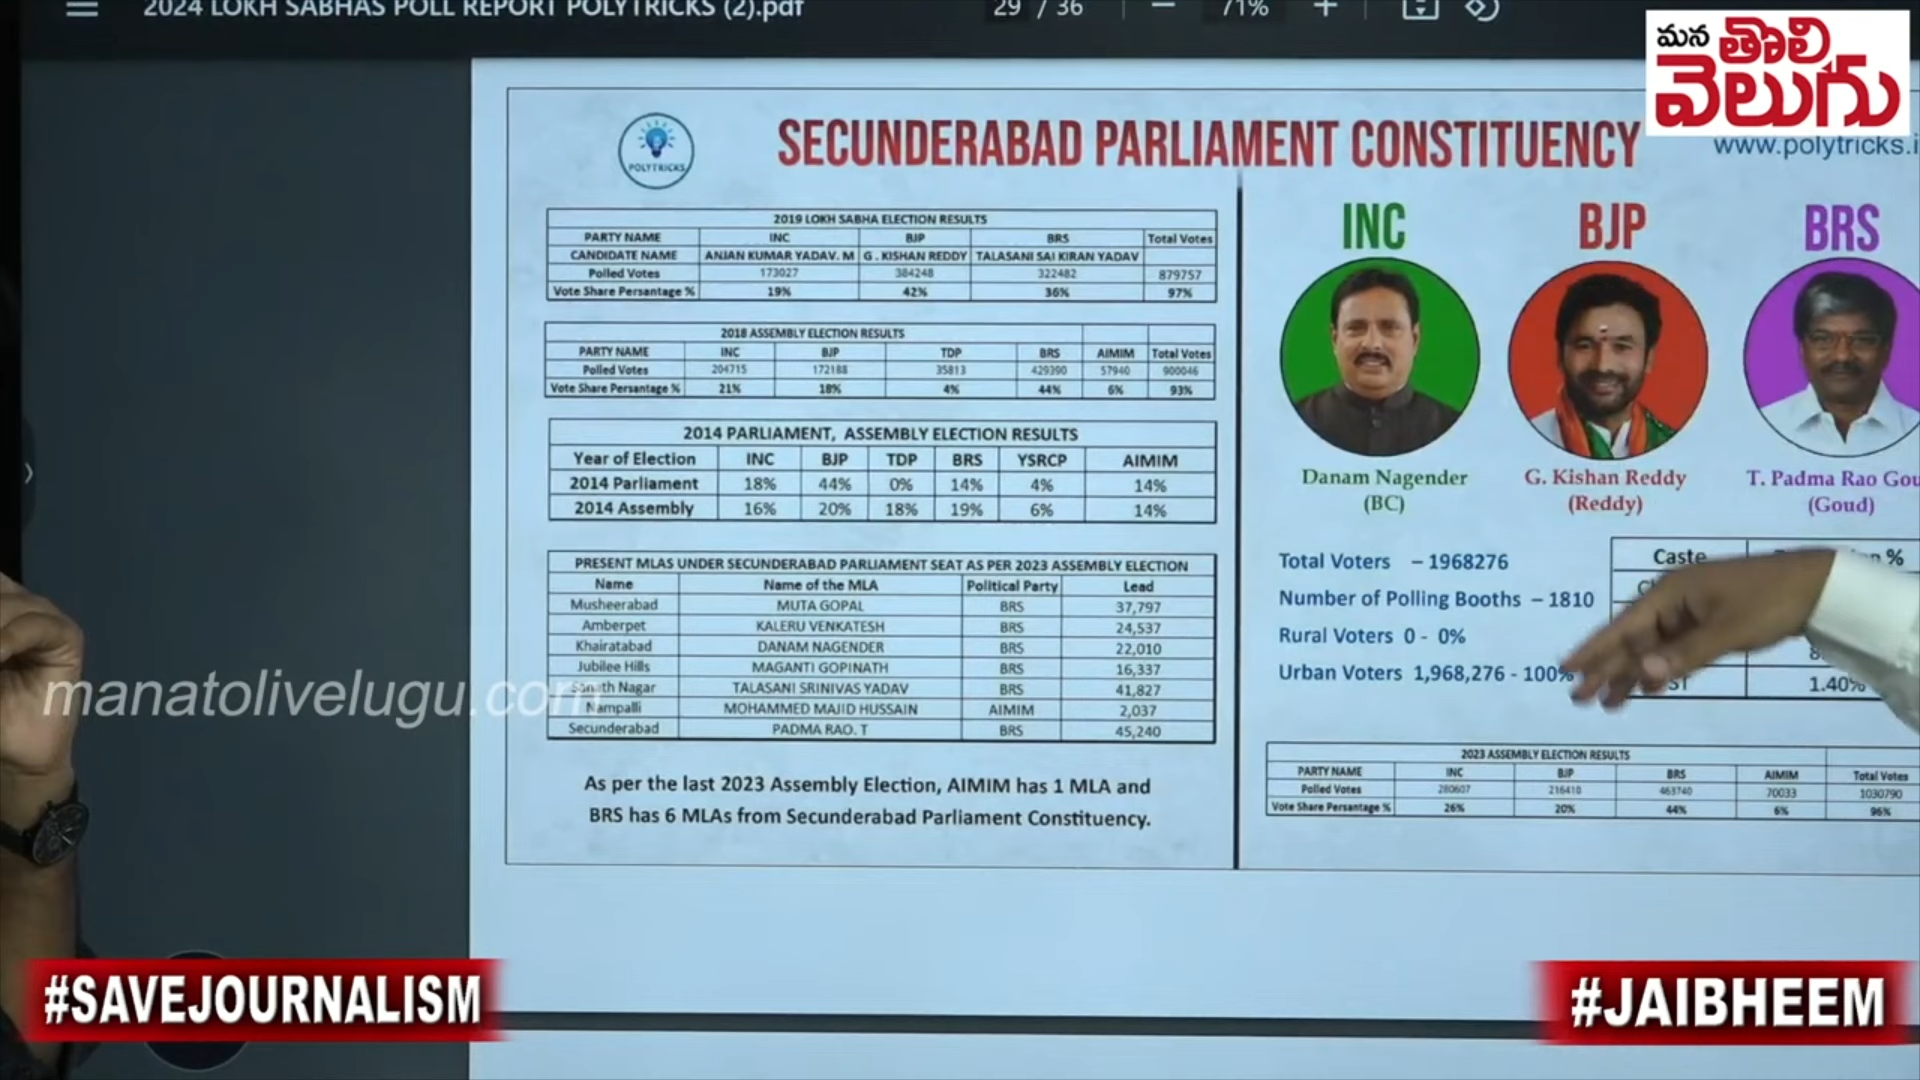 2024 LOKH SABHAS POLL REPORT POLYTRICKS (2).pdf
29 / 36
71%
మన
తొలి
వెలుగు
POLYTRICKS
SECUNDERABAD PARLIAMENT CONSTITUENCY
www.polytricks.i
2019 LOKH SABHA ELECTION RESULTS
PARTY NAME INC BJP BRS Total Votes
CANDIDATE NAME ANJAN KUMAR YADAV. M G . KISHAN REDDY TALASANI SAI KIRAN YADAV
Polled Votes 173027 384248 322482 879757
Vote Share Persantage % 19% 42% 36% 97%
2018 ASSEMBLY ELECTION RESULTS
PARTY NAME INC BJP TDP BRS AIMIM Total Votes
Polled Votes 204715 172188 35813 429390 57940 900046
Vote Share Persantage % 21% 18% 4% 44% 6% 93%
2014 PARLIAMENT, ASSEMBLY ELECTION RESULTS
Year of Election INC BJP TDP BRS YSRCP AIMIM
2014 Parliament 18% 44% 0% 14% 4% 14%
2014 Assembly 16% 20% 18% 19% 6% 14%
PRESENT MLAS UNDER SECUNDERABAD PARLIAMENT SEAT AS PER 2023 ASSEMBLY ELECTION
Name Name of the MLA Political Party Lead
Musheerabad MUTA GOPAL BRS 37,797
Amberpet KALERU VENKATESH BRS 24,537
Khairatabad DANAM NAGENDER BRS 22,010
Jubilee Hills MAGANTI GOPINATH BRS 16,337
Sanath Nagar TALASANI SRINIVAS YADAV BRS 41,827
Nampalli MOHAMMED MAJID HUSSAIN AIMIM 2,037
Secunderabad PADMA RAO. T BRS 45,240
As per the last 2023 Assembly Election, AIMIM has 1 MLA and
BRS has 6 MLAs from Secunderabad Parliament Constituency.
INC BJP BRS
Danam Nagender
(BC)
G. Kishan Reddy
(Reddy)
T. Padma Rao Gou
(Goud)
Total Voters – 1968276
Number of Polling Booths – 1810
Rural Voters 0 - 0%
Urban Voters 1,968,276 - 100%
Caste %
ST 1.40%
2023 ASSEMBLY ELECTION RESULTS
PARTY NAME INC BJP BRS AIMIM Total Votes
Polled Votes 280607 216410 463740 70033 1030790
Vote Share Persantage % 26% 20% 44% 6% 96%
manatolivelugu.com
#SAVEJOURNALISM
#JAIBHEEM